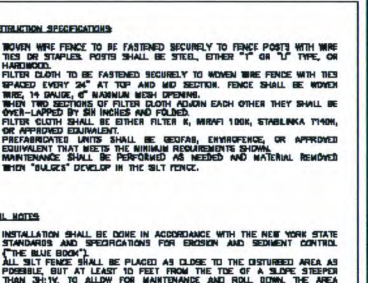 STRUCTION SPECIFICATIONS:
WOVEN WIRE FENCE TO BE FASTENED SECURELY TO FENCE POSTS WITH WIRE
TIES OR STAPLES. POSTS SHALL BE STEEL, EITHER "T" OR "U" TYPE, OR
HARDWOOD.
FILTER CLOTH TO BE FASTENED SECURELY TO WOVEN WIRE FENCE WITH TIES
SPACED EVERY 24" AT TOP AND MID SECTION. FENCE SHALL BE WOVEN
WIRE, 14 GAUGE, 6" MAXIMUM MESH OPENING.
WHEN TWO SECTIONS OF FILTER CLOTH ADJOIN EACH OTHER THEY SHALL BE
OVER-LAPPED BY SIX INCHES AND FOLDED.
FILTER CLOTH SHALL BE EITHER FILTER X, MIRAFI 100X, STABILINKA T140N,
OR APPROVED EQUIVALENT.
PREFABRICATED UNITS SHALL BE GEOFAB, ENVIROFENCE, OR APPROVED
EQUIVALENT THAT MEETS THE MINIMUM REQUIREMENTS SHOWN.
MAINTENANCE SHALL BE PERFORMED AS NEEDED AND MATERIAL REMOVED
WHEN "BULGES" DEVELOP IN THE SILT FENCE.
NOTES
INSTALLATION SHALL BE DONE IN ACCORDANCE WITH THE NEW YORK STATE
STANDARDS AND SPECIFICATIONS FOR EROSION AND SEDIMENT CONTROL
("THE BLUE BOOK").
ALL SILT FENCE SHALL BE PLACED AS CLOSE TO THE DISTURBED AREA AS
POSSIBLE, BUT AT LEAST 10 FEET FROM THE TOE OF A SLOPE STEEPER
THAN 3H:1V, TO ALLOW FOR MAINTENANCE AND ROLL DOWN. THE AREA